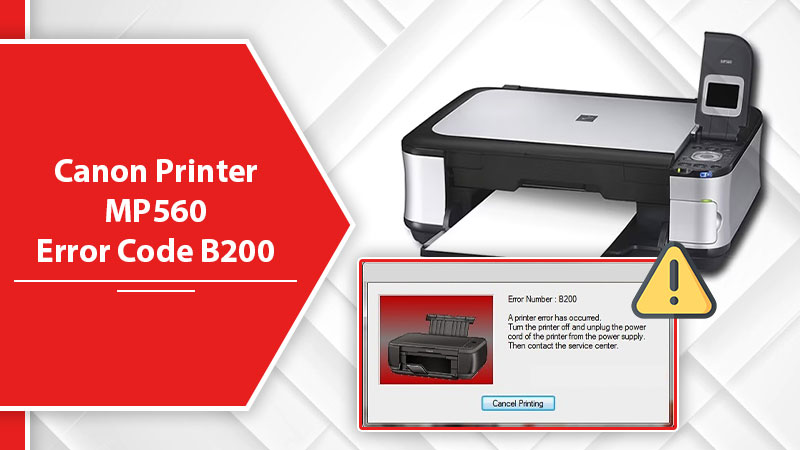 Canon Printer
MP560
Error Code B200
MP560
Error Number : B200
A printer error has occurred.
Turn the printer off and unplug the power
cord of the printer from the power supply.
Then contact the service center.
Cancel Printing